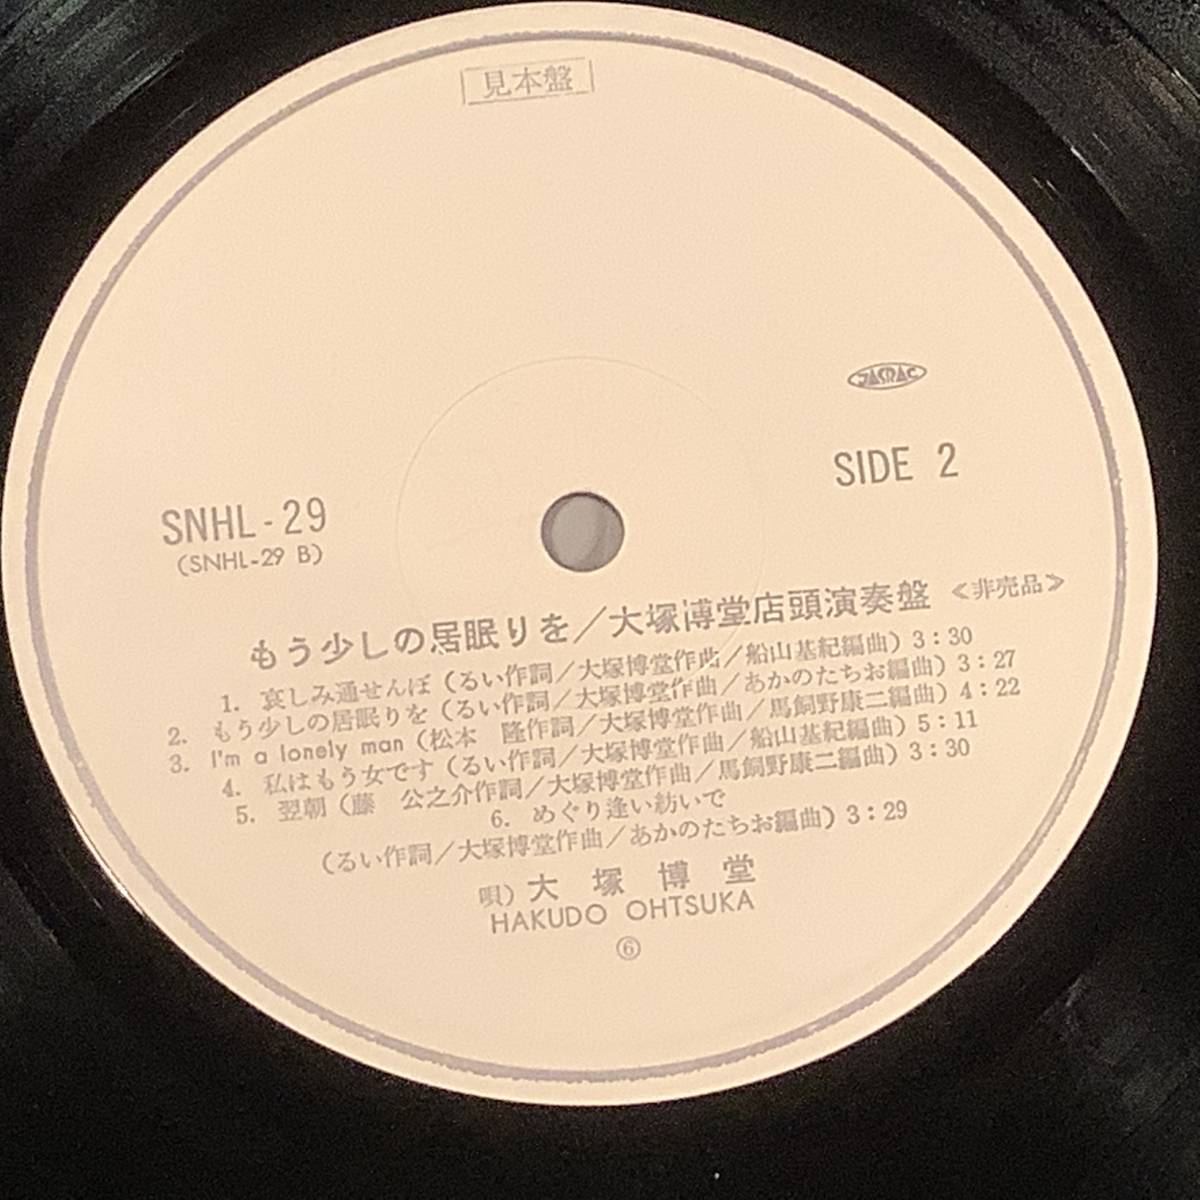 見本盤
JASRAC
SIDE 2
SNHL-29
(SNHL-29 B)
もう少しの居眠りを/大塚博堂店頭演奏盤 ≪非売品≫
1. 哀しみ通せんぼ(るい作詞/大塚博堂作曲/船山基紀編曲)3:30
2. もう少しの居眠りを(るい作詞/大塚博堂作曲/あかのたちお編曲)3:27
3. I'm a lonely man(松本 隆作詞/大塚博堂作曲/馬飼野康二編曲)4:22
4. 私はもう女です(るい作詞/大塚博堂作曲/船山基紀編曲)5:11
5. 翌朝(藤 公之介作詞/大塚博堂作曲/馬飼野康二編曲)3:30
6. めぐり逢い紡いで
(るい作詞/大塚博堂作曲/あかのたちお編曲)3:29
唄)大塚博堂
HAKUDO OHTSUKA
⑥